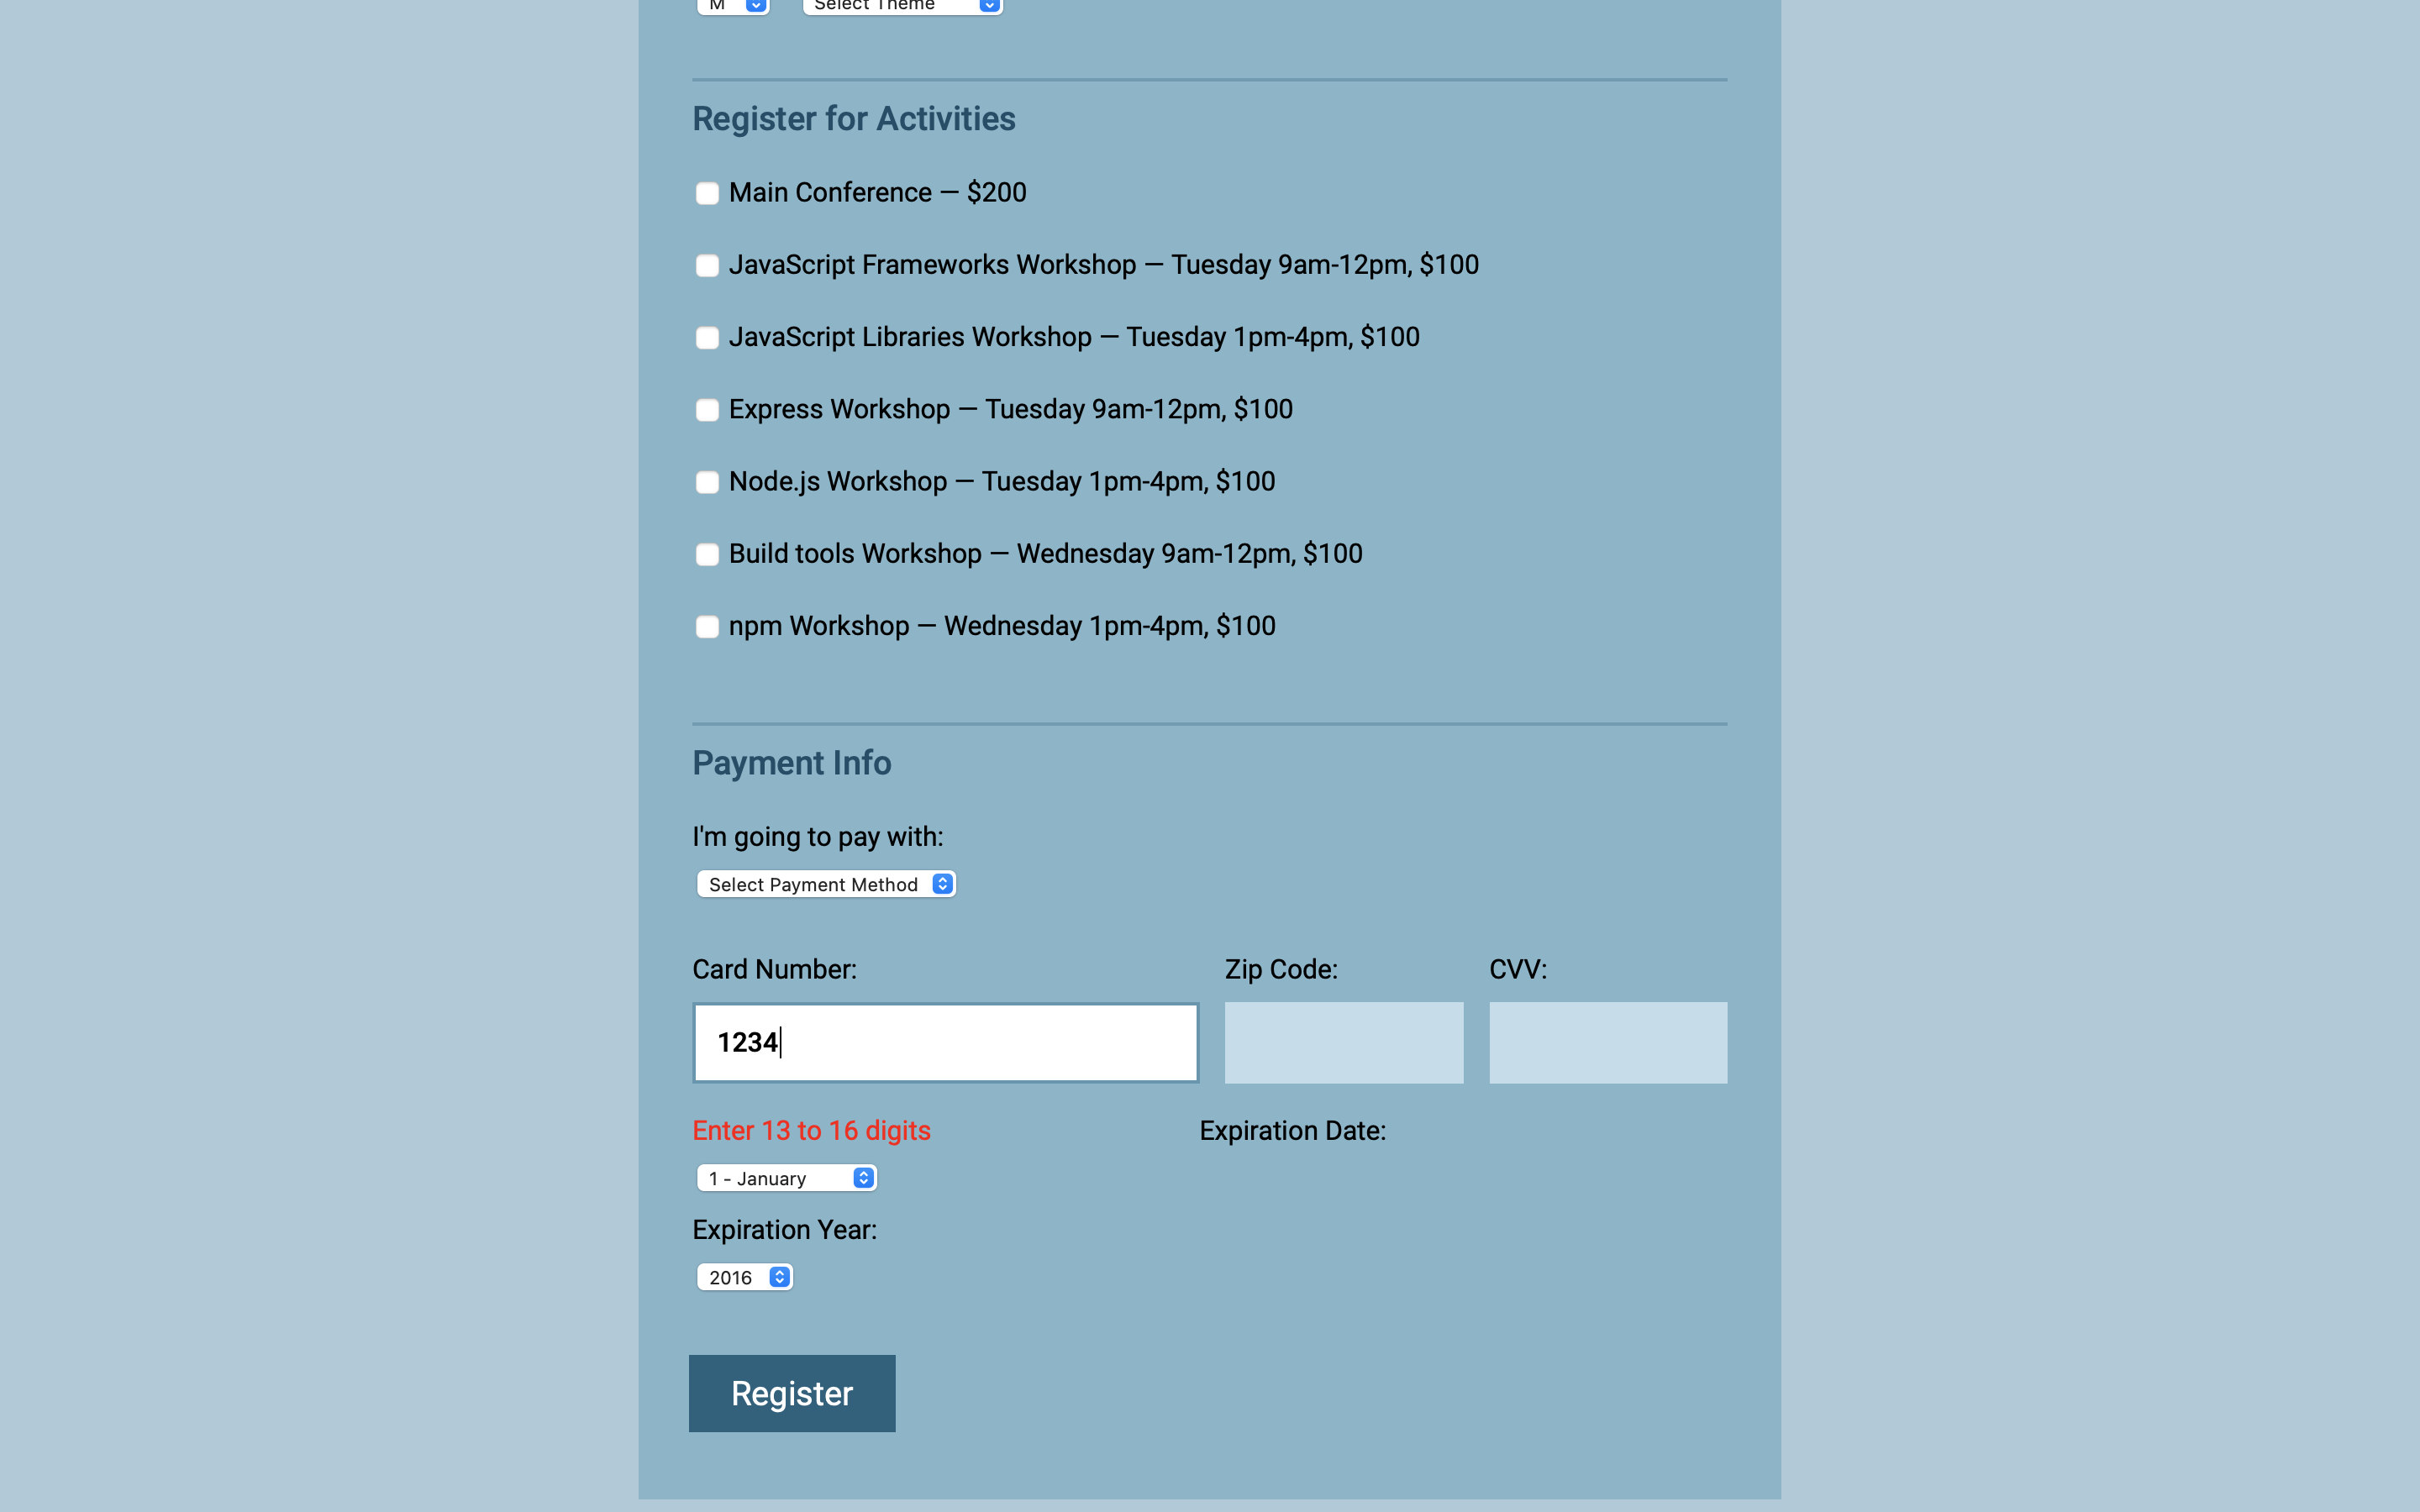 M Select Theme
Register for Activities
Main Conference — $200
JavaScript Frameworks Workshop — Tuesday 9am-12pm, $100
JavaScript Libraries Workshop — Tuesday 1pm-4pm, $100
Express Workshop — Tuesday 9am-12pm, $100
Node.js Workshop — Tuesday 1pm-4pm, $100
Build tools Workshop — Wednesday 9am-12pm, $100
npm Workshop — Wednesday 1pm-4pm, $100
Payment Info
I'm going to pay with:
Select Payment Method
Card Number: Zip Code: CVV:
1234
Enter 13 to 16 digits Expiration Date:
1 - January
Expiration Year:
2016
Register